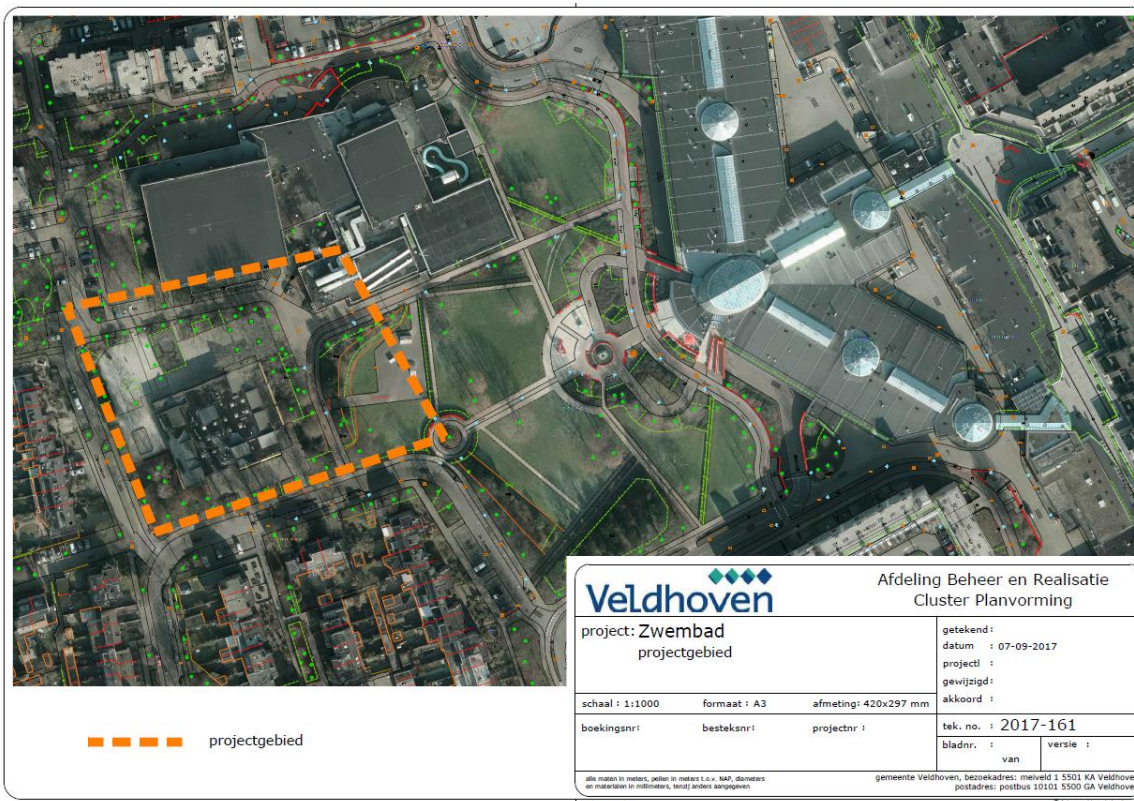 projectgebied
Veldhoven
Afdeling Beheer en Realisatie
Cluster Planvorming
project: Zwembad
projectgebied
getekend :
datum : 07-09-2017
projectl :
gewijzigd :
akkoord :
schaal : 1:1000 formaat : A3 afmeting: 420x297 mm
boekingsnr: besteksnr: projectnr :
tek. no. : 2017-161
bladnr. : van
versie :
alle maten in meters, peilen in meters t.o.v. NAP, diameters
en materialen in millimeters, tenzij anders aangegeven
gemeente Veldhoven, bezoekadres: meiveld 1 5501 KA Veldhove
postadres: postbus 10101 5500 GA Veldhove